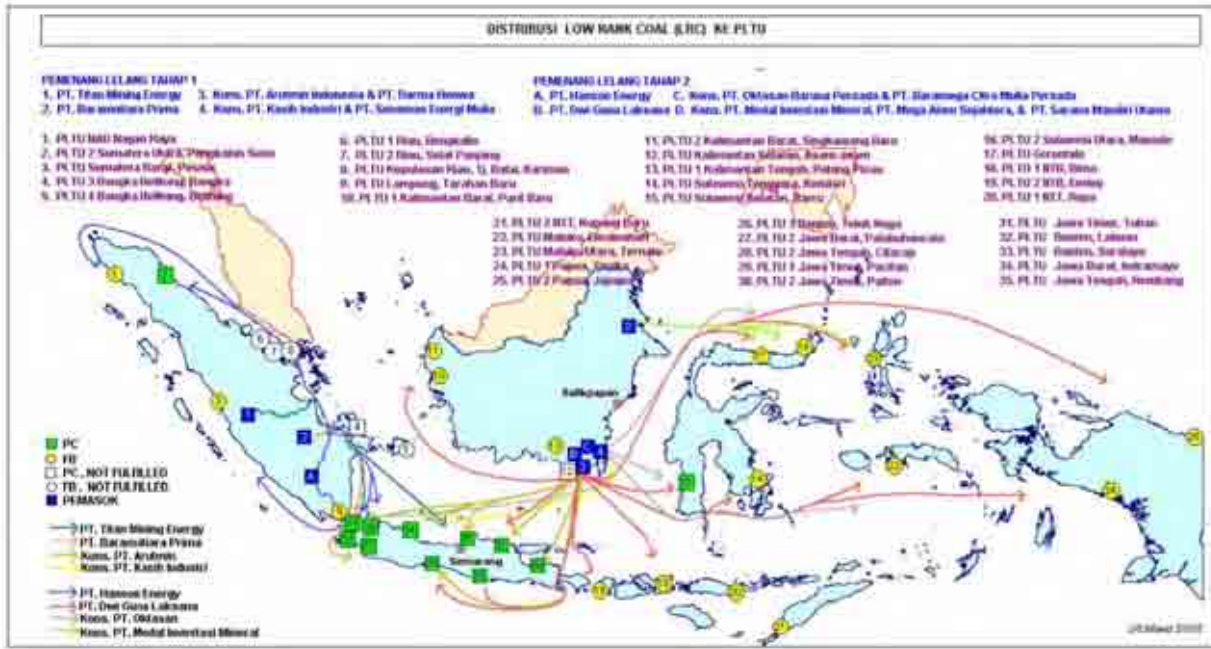 DISTRIBUSI LOW RANK COAL (LRC) KE PLTU
PEMENANG LELANG TAHAP 1
1. PT. Titan Mining Energy 3. Kons. PT. Arutmin Indonesia & PT. Darma Henwa
2. PT. Baramutiara Prima 4. Kons. PT. Kasih Industri & PT. Senamas Energi Mulia
PEMENANG LELANG TAHAP 2
A. PT. Hanson Energy C. Kons. PT. Oktasan Baruna Persada & PT. Baramega Citra Mulia Persada
B. PT. Dwi Guna Laksana D. Kons. PT. Modal Investasi Mineral, PT. Mega Alam Sejahtera, & PT. Sarana Mandiri Utama
1. PLTU NAD Nagan Raya
2. PLTU 2 Sumatera Utara, Pangkalan Susu
3. PLTU Sumatera Barat, Pesisir
4. PLTU 3 Bangka Belitung, Bangka
5. PLTU 4 Bangka Belitung, Belitung
6. PLTU 1 Riau, Bengkalis
7. PLTU 2 Riau, Selat Panjang
8. PLTU Kepulauan Riau, Tj. Balai, Karimun
9. PLTU Lampung, Tarahan Baru
10. PLTU 1 Kalimantan Barat, Parit Baru
11. PLTU 2 Kalimantan Barat, Singkawang Baru
12. PLTU Kalimantan Selatan, Asam Asam
13. PLTU 1 Kalimantan Tengah, Pulang Pisau
14. PLTU Sulawesi Tenggara, Kendari
15. PLTU Sulawesi Selatan, Barru
16. PLTU 2 Sulawesi Utara, Manado
17. PLTU Gorontalo
18. PLTU 1 NTB, Bima
19. PLTU 2 NTB, Lombok
20. PLTU 1 NTT, Ropa
21. PLTU 2 NTT, Kupang Baru
22. PLTU Maluku,
23. PLTU Maluku Utara, Ternate
24. PLTU 1 Papua, Timika
25. PLTU 2 Papua, Jayapura
26. PLTU 3 Banten, Teluk Naga
27. PLTU 2 Jawa Barat, Palabuhanratu
28. PLTU 2 Jawa Tengah, Cilacap
29. PLTU 1 Jawa Timur, Pacitan
30. PLTU 2 Jawa Timur, Paiton
31. PLTU Jawa Timur, Tuban
32. PLTU Banten, Labuan
33. PLTU Banten, Suralaya
34. PLTU Jawa Barat, Indramayu
35. PLTU Jawa Tengah, Rembang
Balikpapan
Semarang
PC
FB
PC, NOT FULFILLED
FB, NOT FULFILLED
PEMASOK
PT. Titan Mining Energy
PT. Baramutiara Prima
Kons. PT. Arutmin
Kons. PT. Kasih Industri
PT. Hanson Energy
PT. Dwi Guna Laksana
Kons. PT. Oktasan
Kons. PT. Modal Investasi Mineral